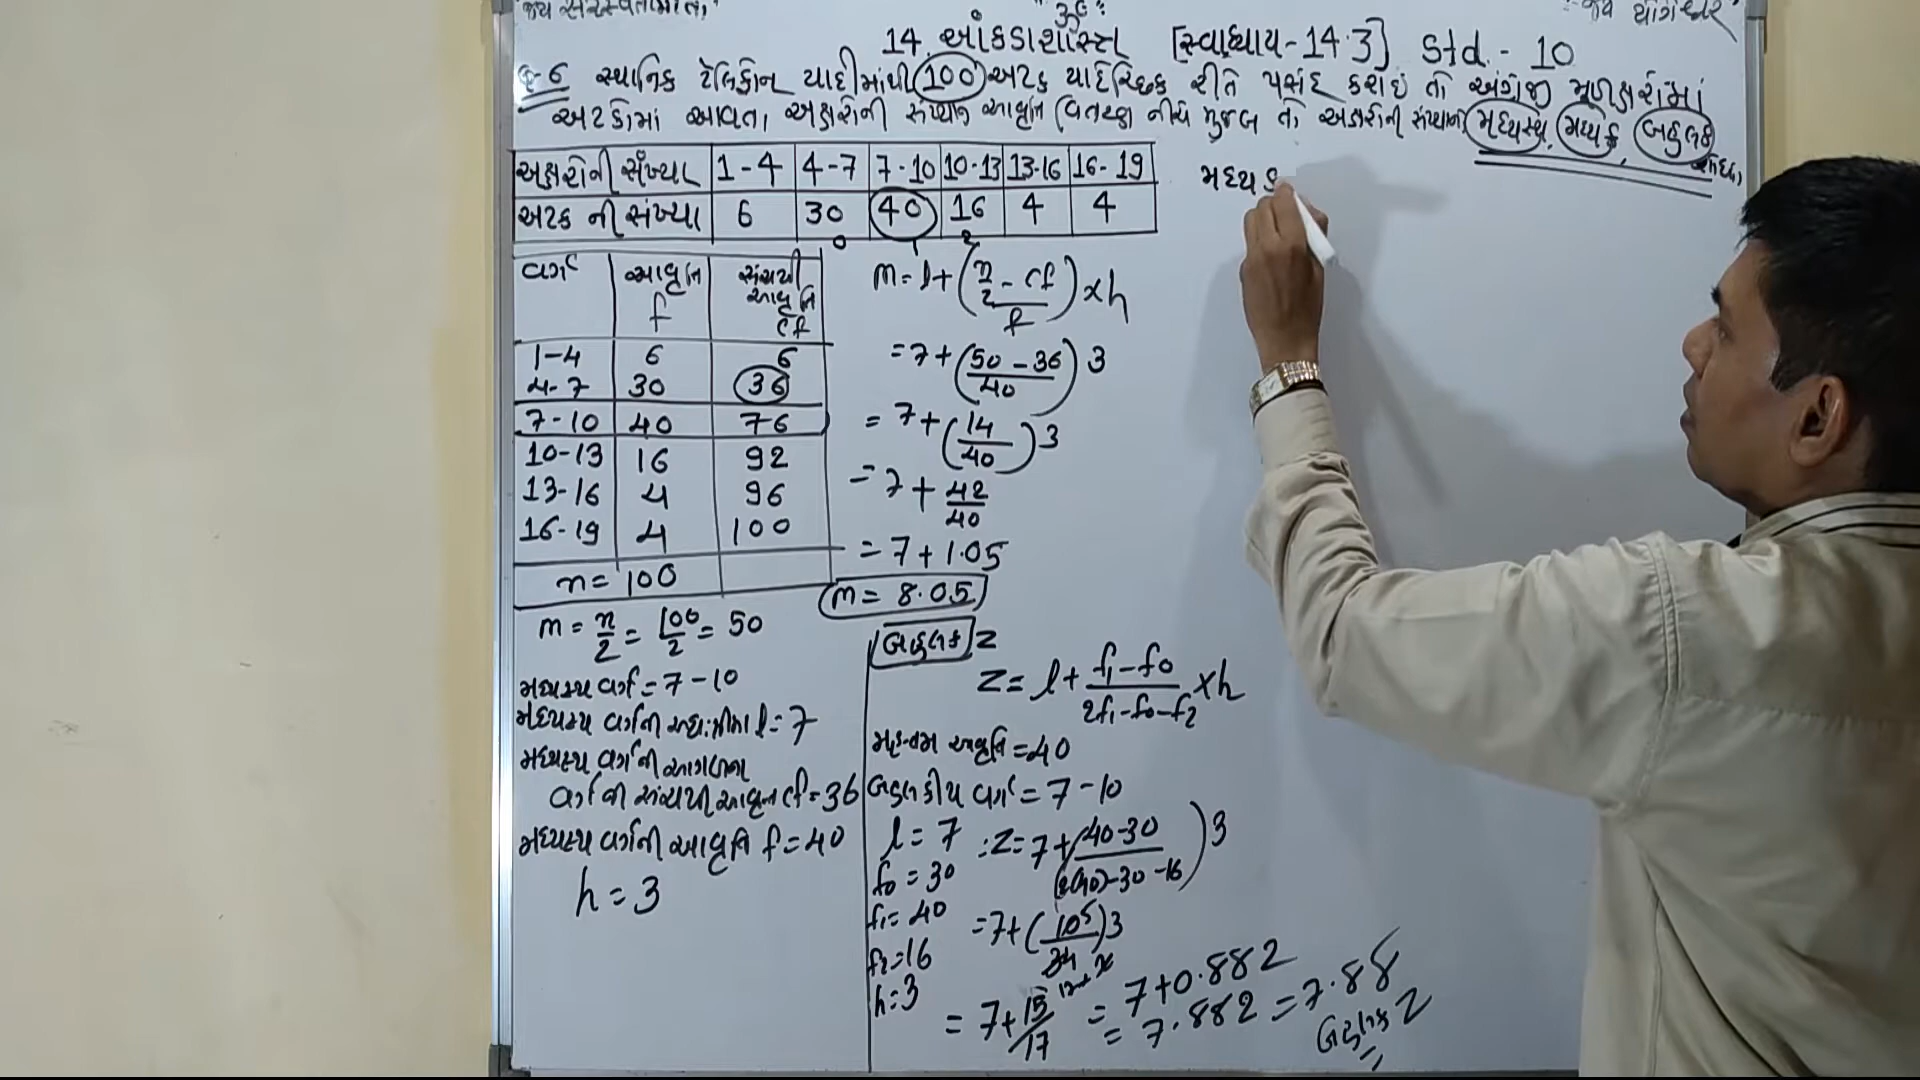 14. આંકડાશાસ્ત્ર [સ્વાધ્યાય-14.3] Std.- 10
સ્થાનિક ટેલિફોન યાદીમાંથી 100 અટક યાદચ્છિક રીતે પસંદ કરાઇ તો અંગ્રેજી મૂળાક્ષરોમાં
અટકોમાં આવતા અક્ષરોની સંખ્યાનું આવૃત્તિ વિતરણ નીચે મુજબ તો અક્ષરોની સંખ્યાનો મધ્યસ્થ, મધ્યક, બહુલક
શોધો,
અક્ષરોની સંખ્યા 1-4 4-7 7-10 10-13 13-16 16-19
અટક ની સંખ્યા 6 30 40 16 4 4
0 1 2
વર્ગ આવૃત્તિ f સંચયી આવૃત્તિ cf
1-4 6 6
4-7 30 36
7-10 40 76
10-13 16 92
13-16 4 96
16-19 4 100
n= 100
m = n/2 = 100/2 = 50
મધ્યસ્થ વર્ગ = 7-10
મધ્યસ્થ વર્ગની અધ:સીમા l = 7
મધ્યસ્થ વર્ગની આગળના
વર્ગની સંચયી આવૃત્તિ cf = 36
મધ્યસ્થ વર્ગની આવૃત્તિ f = 40
h = 3
m = l + (n/2 - cf / f) x h
= 7 + (50 - 36 / 40) 3
= 7 + (14 / 40) 3
= 7 + 42/40
= 7 + 1.05
m = 8.05
બહુલક Z
Z = l + f1-f0 / 2f1-f0-f2 x h
મહત્તમ આવૃત્તિ = 40
બહુલકીય વર્ગ = 7-10
l = 7
f0 = 30
f1 = 40
f2 = 16
h = 3
∴ Z = 7 + (40-30 / 2(40)-30-16) 3
= 7 + (10 5 / 34) 3
= 7 + 15/17
= 7 + 0.882
= 7.882 = 7.88
બહુલક Z
મધ્યક